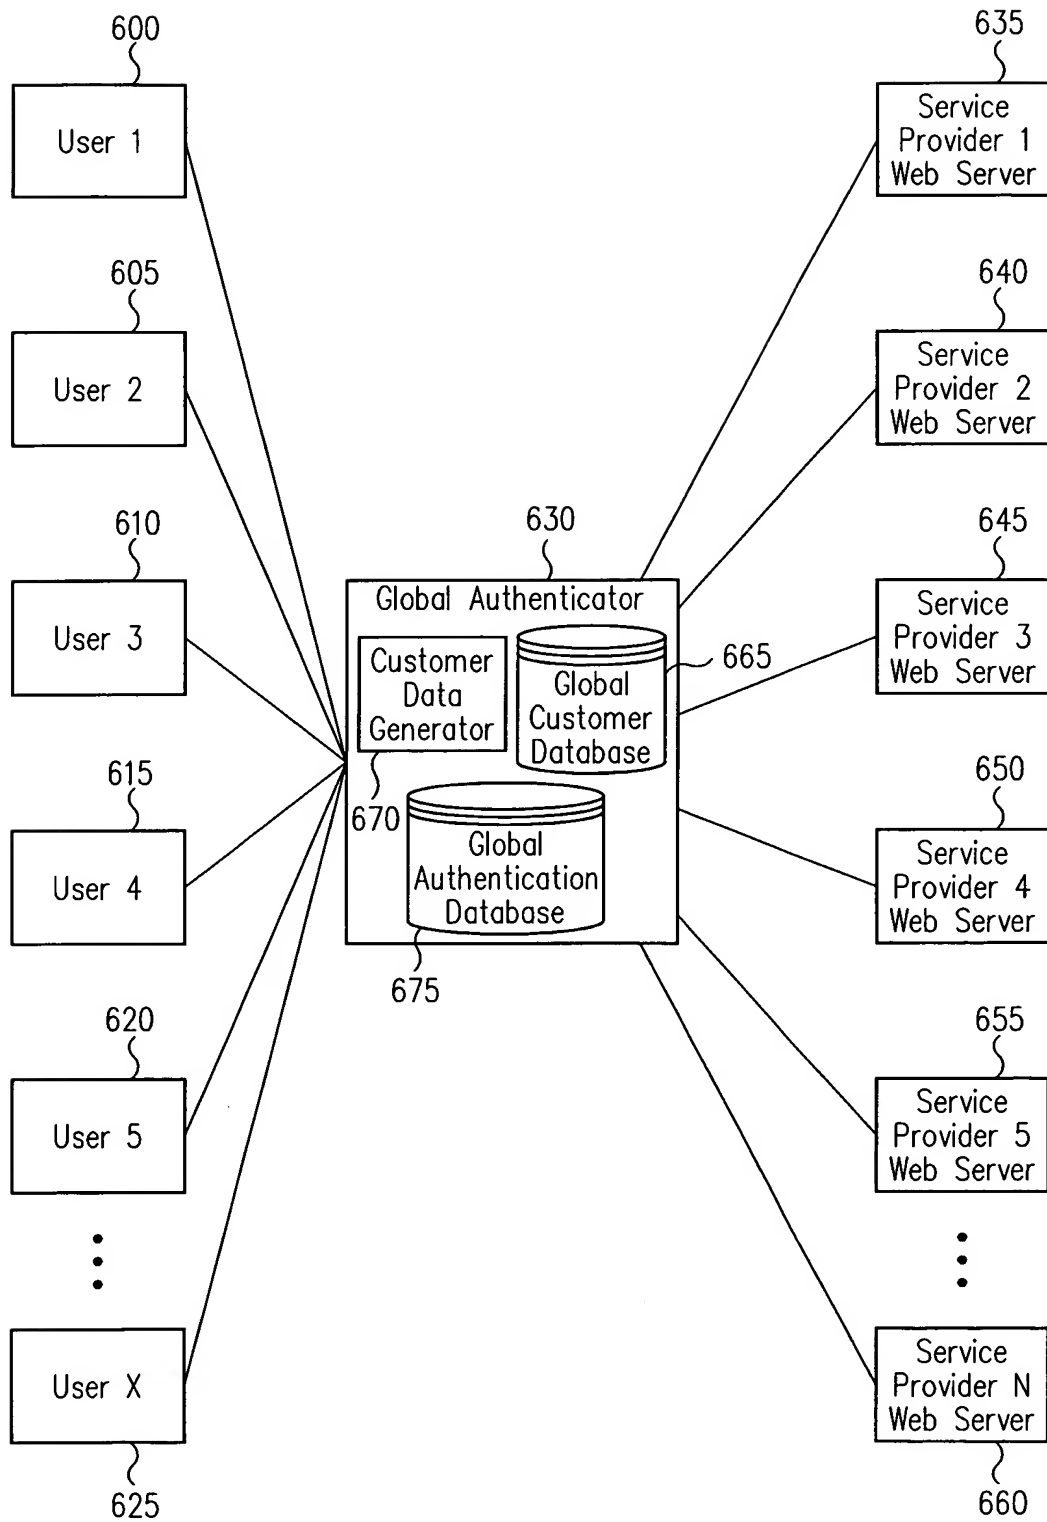 600
User 1
605
User 2
610
User 3
615
User 4
620
User 5
User X
625
630
Global Authenticator
Customer
Data
Generator
670
Global
Customer
Database
665
Global
Authentication
Database
675
635
Service
Provider 1
Web Server
640
Service
Provider 2
Web Server
645
Service
Provider 3
Web Server
650
Service
Provider 4
Web Server
655
Service
Provider 5
Web Server
Service
Provider N
Web Server
660